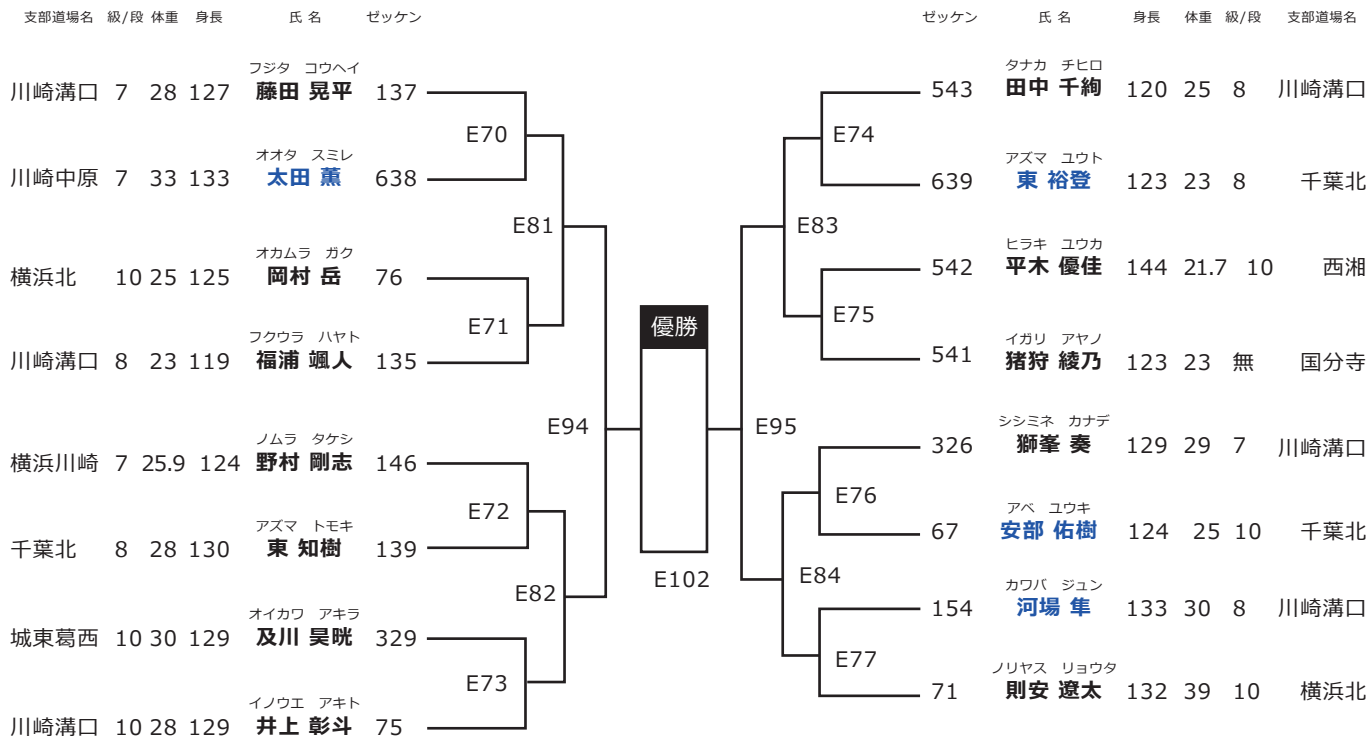 支部道場名 級/段 体重 身長 氏 名 ゼッケン
フジタ コウヘイ
川崎溝口 7 28 127 藤田 晃平 137
E70
オオタ スミレ
川崎中原 7 33 133 太田 薫 638
E81
オカムラ ガク
横浜北 10 25 125 岡村 岳 76
E71
フクウラ ハヤト
川崎溝口 8 23 119 福浦 颯人 135
E94
ノムラ タケシ
横浜川崎 7 25.9 124 野村 剛志 146
E72
アズマ トモキ
千葉北 8 28 130 東 知樹 139
E82
オイカワ アキラ
城東葛西 10 30 129 及川 昊晄 329
E73
イノウエ アキト
川崎溝口 10 28 129 井上 彰斗 75
優勝
E102
ゼッケン 氏 名 身長 体重 級/段 支部道場名
タナカ チヒロ
543 田中 千絢 120 25 8 川崎溝口
E74
アズマ ユウト
639 東 裕登 123 23 8 千葉北
E83
ヒラキ ユウカ
542 平木 優佳 144 21.7 10 西湘
E75
イガリ アヤノ
541 猪狩 綾乃 123 23 無 国分寺
E95
シシミネ カナデ
326 獅峯 奏 129 29 7 川崎溝口
E76
アベ ユウキ
67 安部 佑樹 124 25 10 千葉北
E84
カワバ ジュン
154 河場 隼 133 30 8 川崎溝口
E77
ノリヤス リョウタ
71 則安 遼太 132 39 10 横浜北